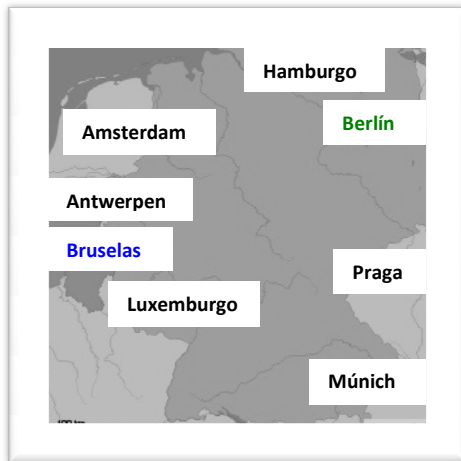 Hamburgo
Berlín
Amsterdam
Antwerpen
Bruselas
Praga
Luxemburgo
Múnich